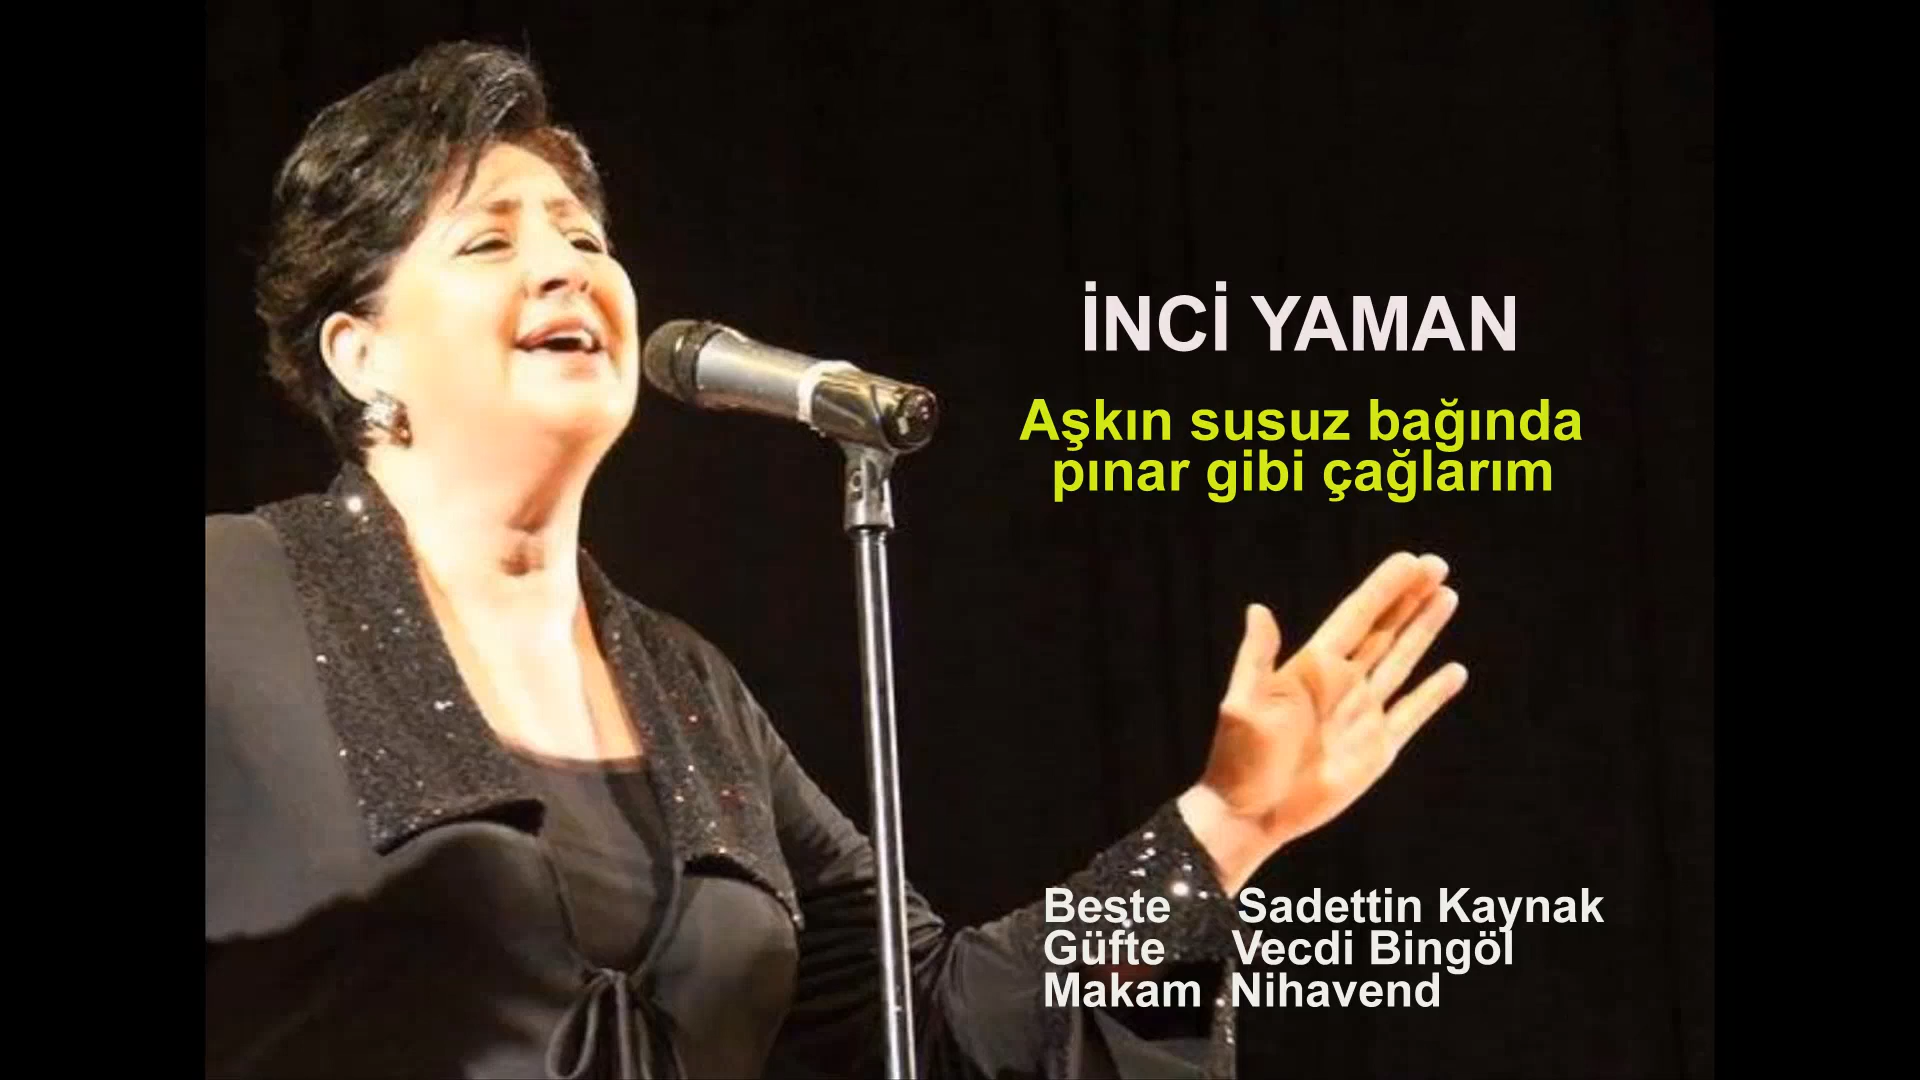 İNCİ YAMAN
Aşkın susuz bağında
pınar gibi çağlarım
Beste Sadettin Kaynak
Güfte Vecdi Bingöl
Makam Nihavend